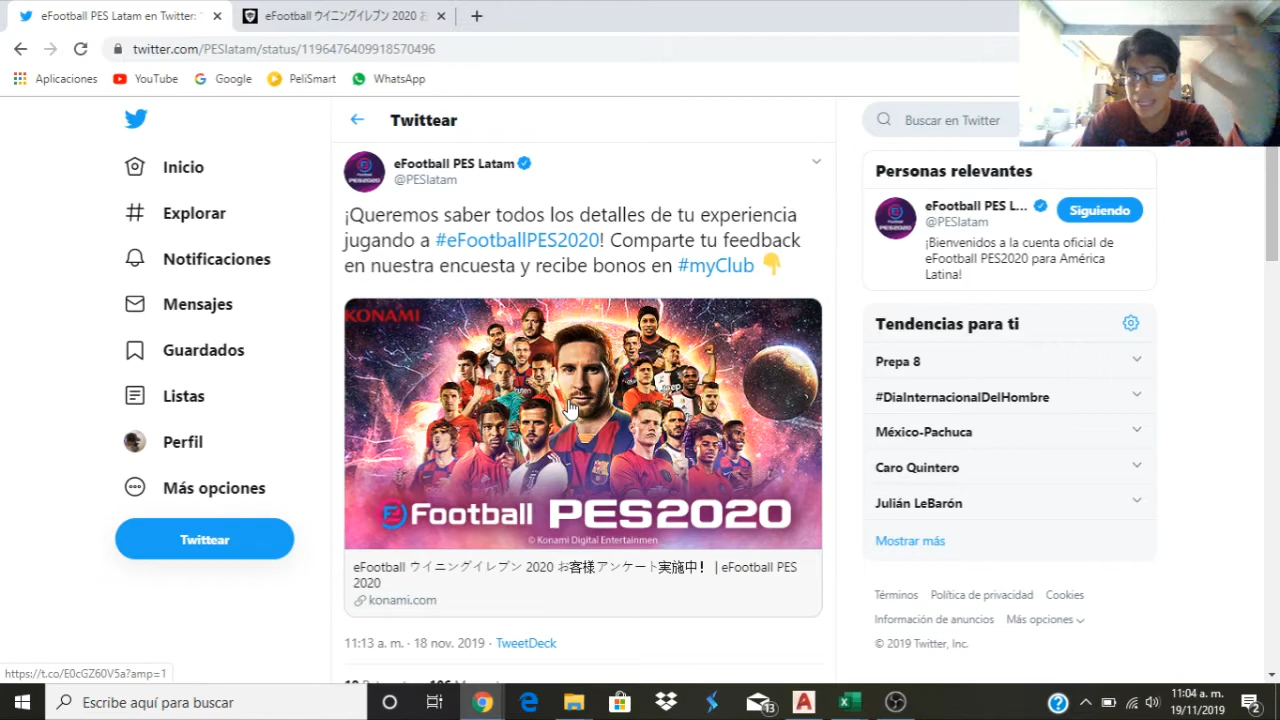 eFootball PES Latam en Twitter: "
eFootball ウイニングイレブン 2020 お
twitter.com/PESlatam/status/1196476409918570496
Aplicaciones
YouTube
Google
PeliSmart
WhatsApp
Inicio
Explorar
Notificaciones
Mensajes
Guardados
Listas
Perfil
Más opciones
Twittear
Twittear
eFootball PES Latam
@PESlatam
¡Queremos saber todos los detalles de tu experiencia
jugando a #eFootballPES2020! Comparte tu feedback
en nuestra encuesta y recibe bonos en #myClub 👇
KONAMI
eFootball PES2020
© Konami Digital Entertainmen
eFootball ウイニングイレブン 2020 お客様アンケート実施中！ | eFootball PES
2020
konami.com
11:13 a. m. · 18 nov. 2019 · TweetDeck
Buscar en Twitter
Personas relevantes
eFootball PES L...
@PESlatam
Siguiendo
¡Bienvenidos a la cuenta oficial de
eFootball PES2020 para América
Latina!
Tendencias para ti
Prepa 8
#DiaInternacionalDelHombre
México-Pachuca
Caro Quintero
Julián LeBarón
Mostrar más
Términos Política de privacidad Cookies
Información de anuncios Más opciones
© 2019 Twitter, Inc.
https://t.co/E0cGZ60V5a?amp=1
Escribe aquí para buscar
13
11:04 a. m.
19/11/2019
2